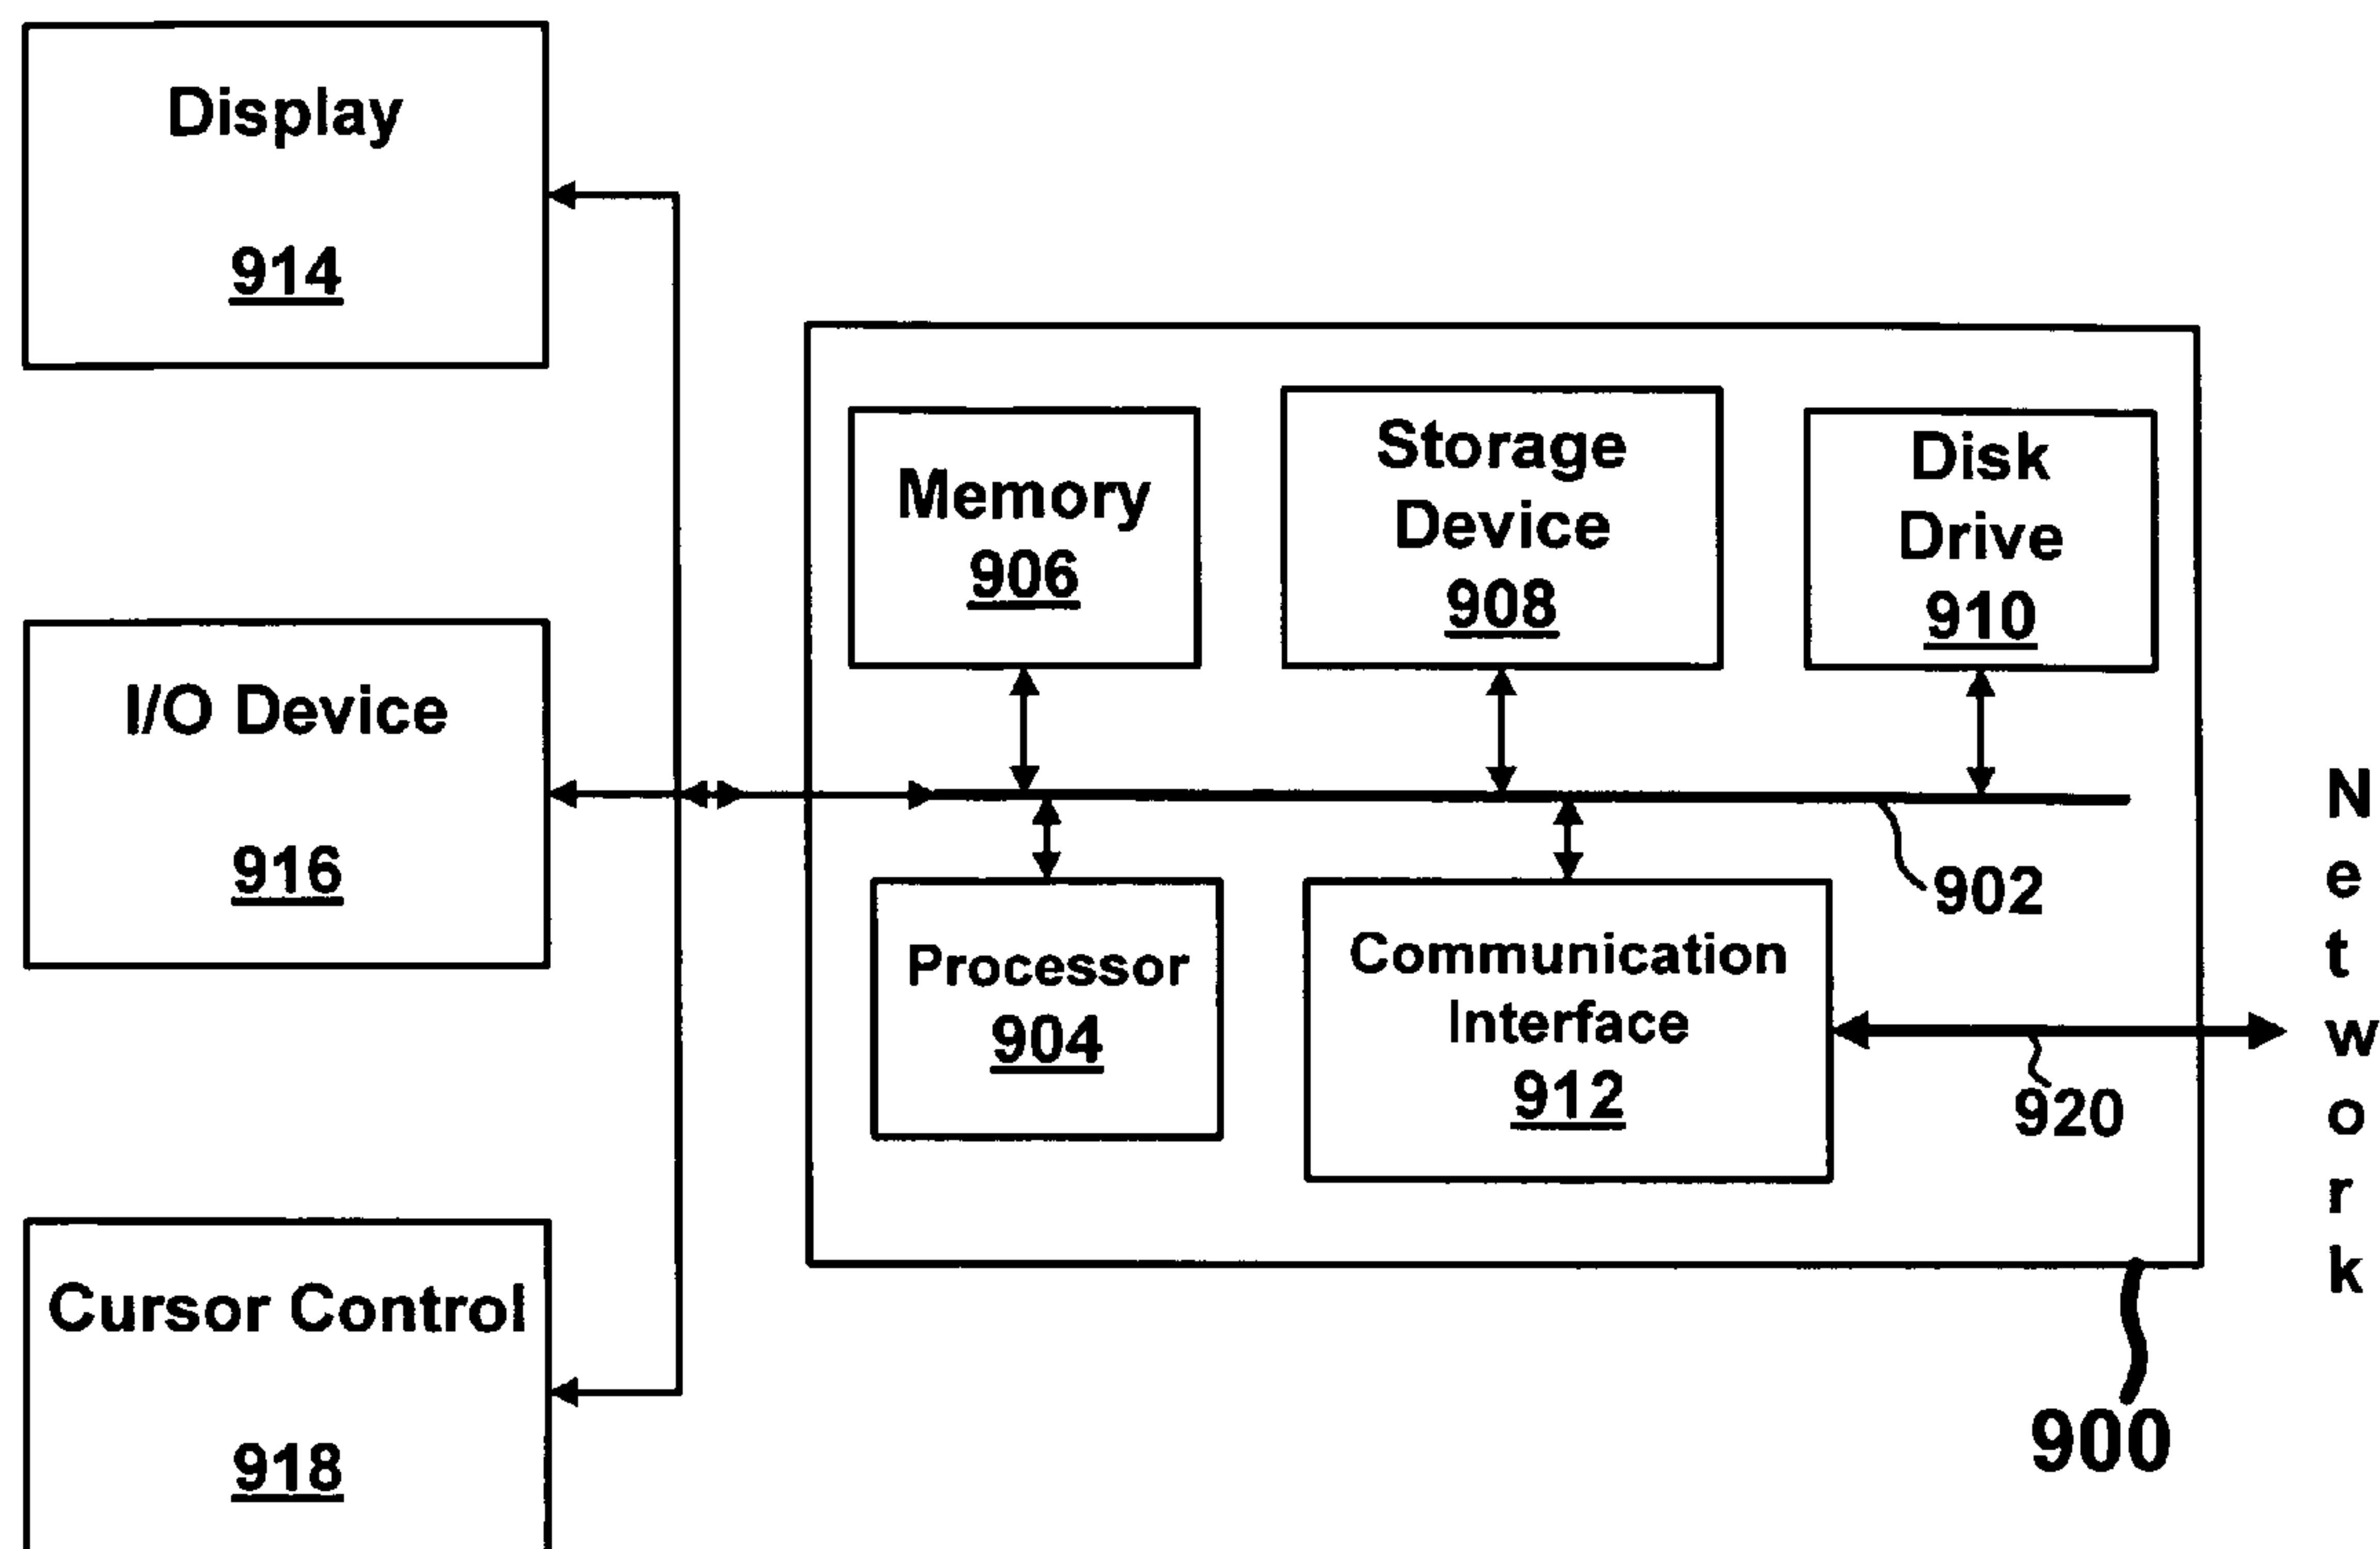 Display
914
I/O Device
916
Cursor Control
918
Memory
906
Storage
Device
908
Disk
Drive
910
902
Processor
904
Communication
Interface
912
920
900
Network